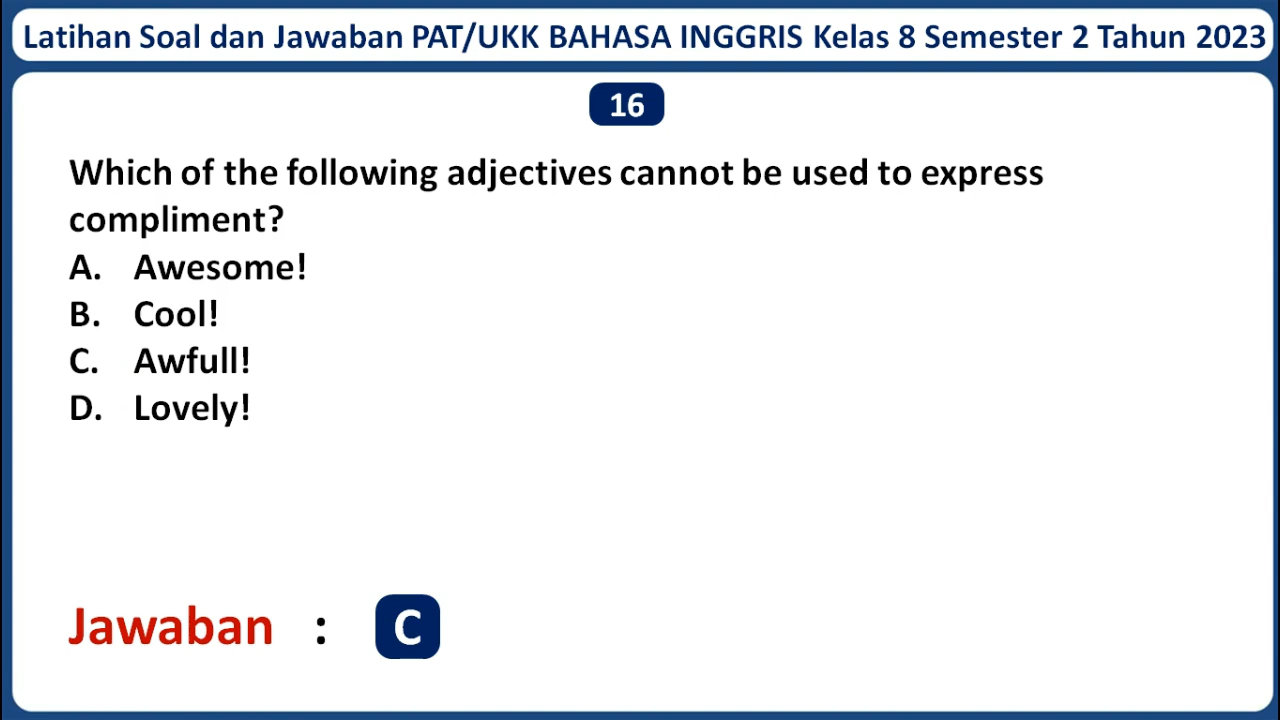 Latihan Soal dan Jawaban PAT/UKK BAHASA INGGRIS Kelas 8 Semester 2 Tahun 2023
16
Which of the following adjectives cannot be used to express
compliment?
A. Awesome!
B. Cool!
C. Awfull!
D. Lovely!
Jawaban : C